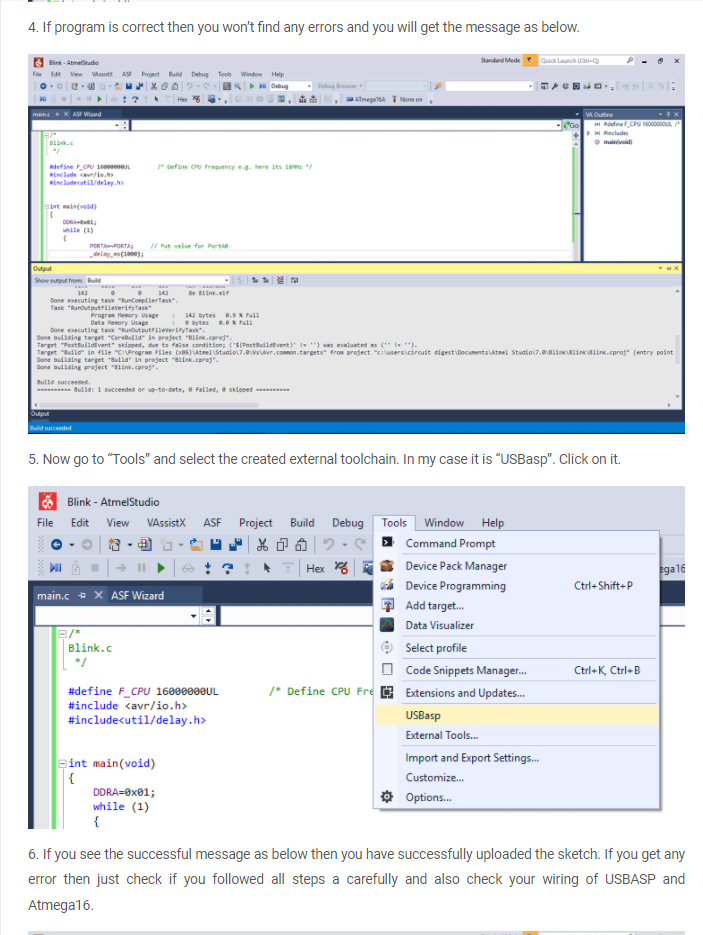 4. If program is correct then you won't find any errors and you will get the message as below.
Blink - AtmelStudio
Standard Mode
Quick Launch (Ctrl+Q)
File Edit View VAssistX ASF Project Build Debug Tools Window Help
Debug
Debug Browser
Hex
ATmega16A
None on
main.c ASF Wizard
VA Outline
Go
#define F_CPU 16000000UL /*
#includes
main(void)
/*
Blink.c
*/
#define F_CPU 16000000UL /* Define CPU Frequency e.g. here its 16MHz */
#include <avr/io.h>
#include<util/delay.h>
int main(void)
{
DDRA=0x01;
while (1)
{
PORTA=~PORTA; // Put value for PortA0
_delay_ms(1000);
Output
Show output from: Build
142 0 0 142 8e Blink.elf
Done executing task "RunCompilerTask".
Task "RunOutputFileVerifyTask"
Program Memory Usage : 142 bytes 0.9 % Full
Data Memory Usage : 0 bytes 0.0 % Full
Done executing task "RunOutputFileVerifyTask".
Done building target "CoreBuild" in project "Blink.cproj".
Target "PostBuildEvent" skipped, due to false condition; ('$(PostBuildEvent)' != '') was evaluated as ('' != '').
Target "Build" in file "C:\Program Files (x86)\Atmel\Studio\7.0\Vs\Avr.common.targets" from project "c:\users\circuit digest\Documents\Atmel Studio\7.0\Blink\Blink\Blink.cproj" (entry point
Done building target "Build" in project "Blink.cproj".
Done building project "Blink.cproj".
Build succeeded.
========== Build: 1 succeeded or up-to-date, 0 failed, 0 skipped ==========
Output
Build succeeded
5. Now go to "Tools" and select the created external toolchain. In my case it is "USBasp". Click on it.
Blink - AtmelStudio
File Edit View VAssistX ASF Project Build Debug Tools Window Help
Hex
ega16
main.c ASF Wizard
/*
Blink.c
*/
#define F_CPU 16000000UL /* Define CPU Fre
#include <avr/io.h>
#include<util/delay.h>
int main(void)
{
DDRA=0x01;
while (1)
{
Command Prompt
Device Pack Manager
Device Programming Ctrl+Shift+P
Add target...
Data Visualizer
Select profile
Code Snippets Manager... Ctrl+K, Ctrl+B
Extensions and Updates...
USBasp
External Tools...
Import and Export Settings...
Customize...
Options...
6. If you see the successful message as below then you have successfully uploaded the sketch. If you get any
error then just check if you followed all steps a carefully and also check your wiring of USBASP and
Atmega16.